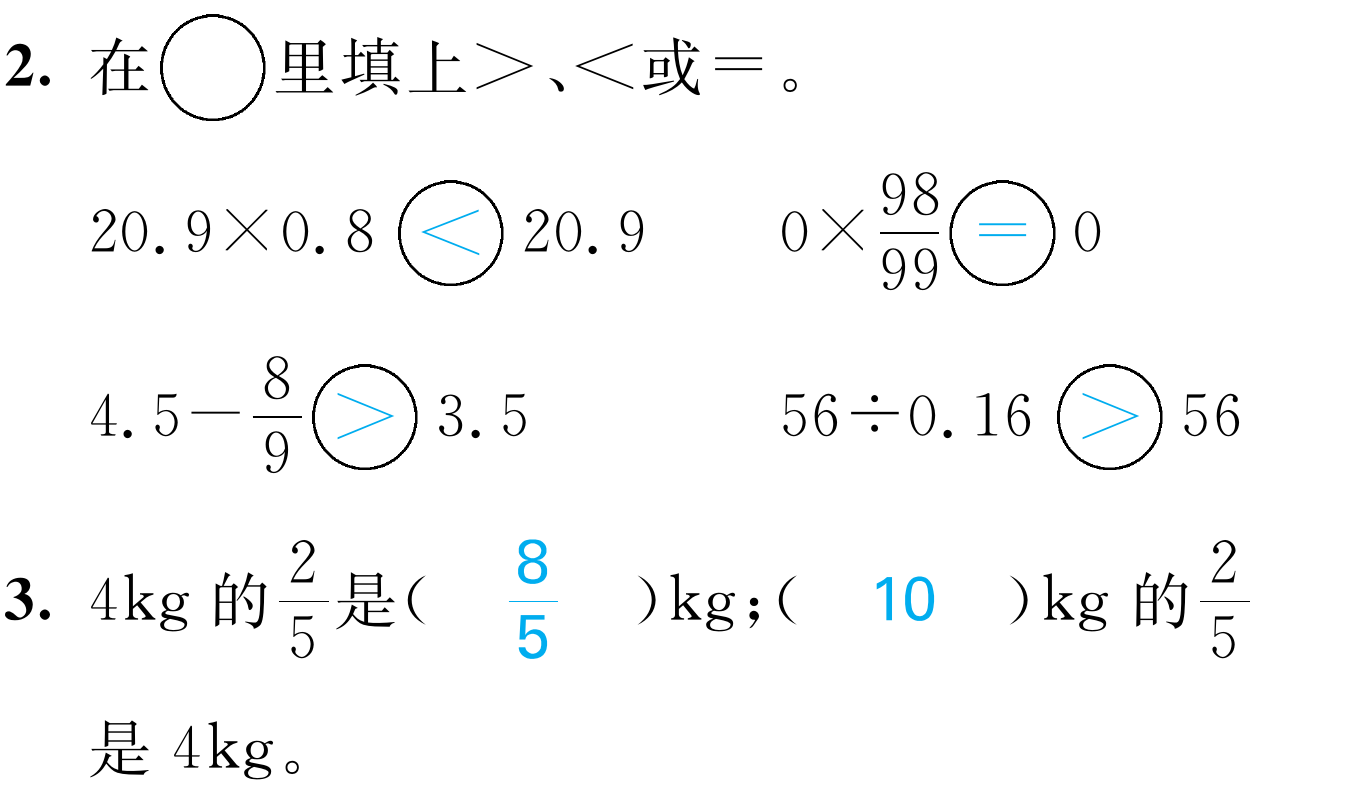 2. 在○里填上>、<或=。
20.9×0.8 < 20.9  0×98/99 = 0
4.5-8/9 > 3.5  56÷0.16 > 56
3. 4kg 的2/5是( 8/5 )kg;( 10 )kg 的2/5
是 4kg。